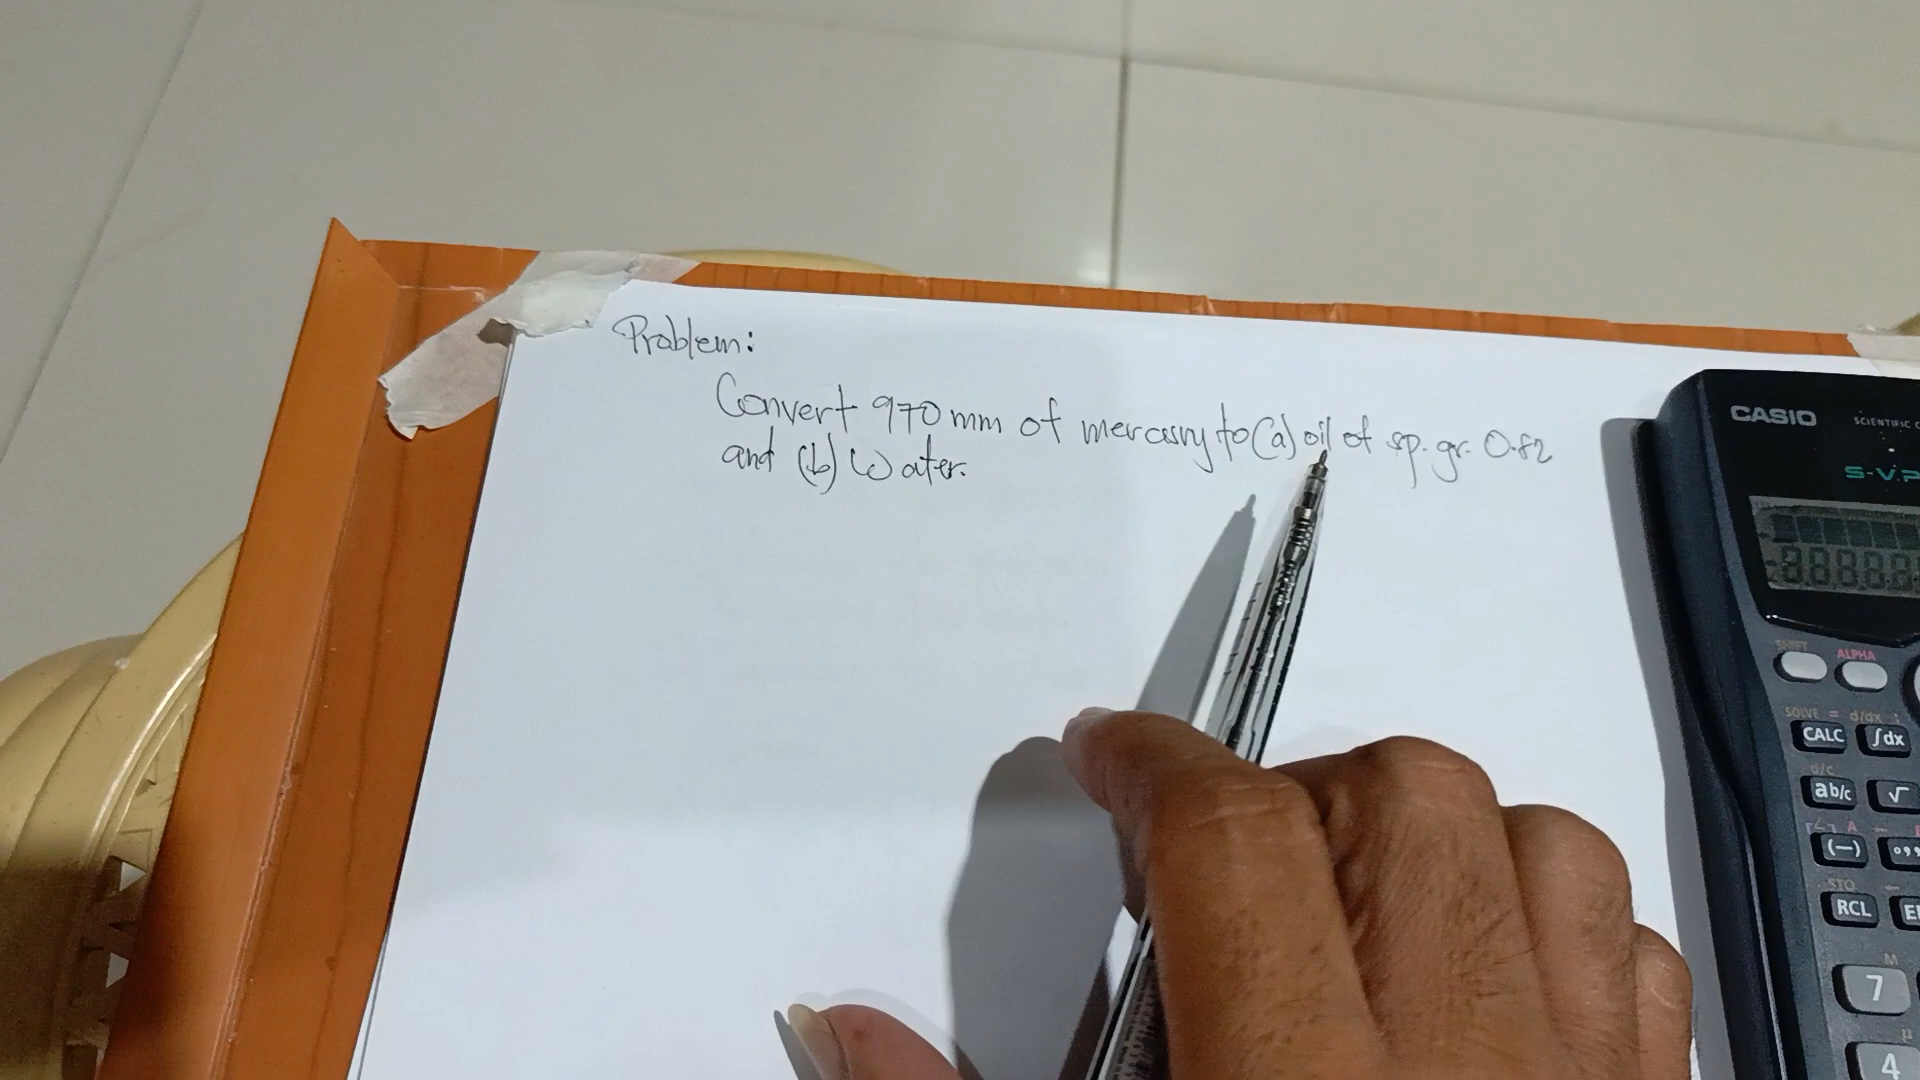 Problem:
Convert 970 mm of mercury to (a) oil of sp. gr. 0.82
and (b) Water.
CASIO
SCIENTIFIC
S-V.P
SHIFT ALPHA
SOLVE = d/dx :
CALC ∫dx
d/c
ab/c √
A
(−) °,,,
STO
RCL
M
7
4